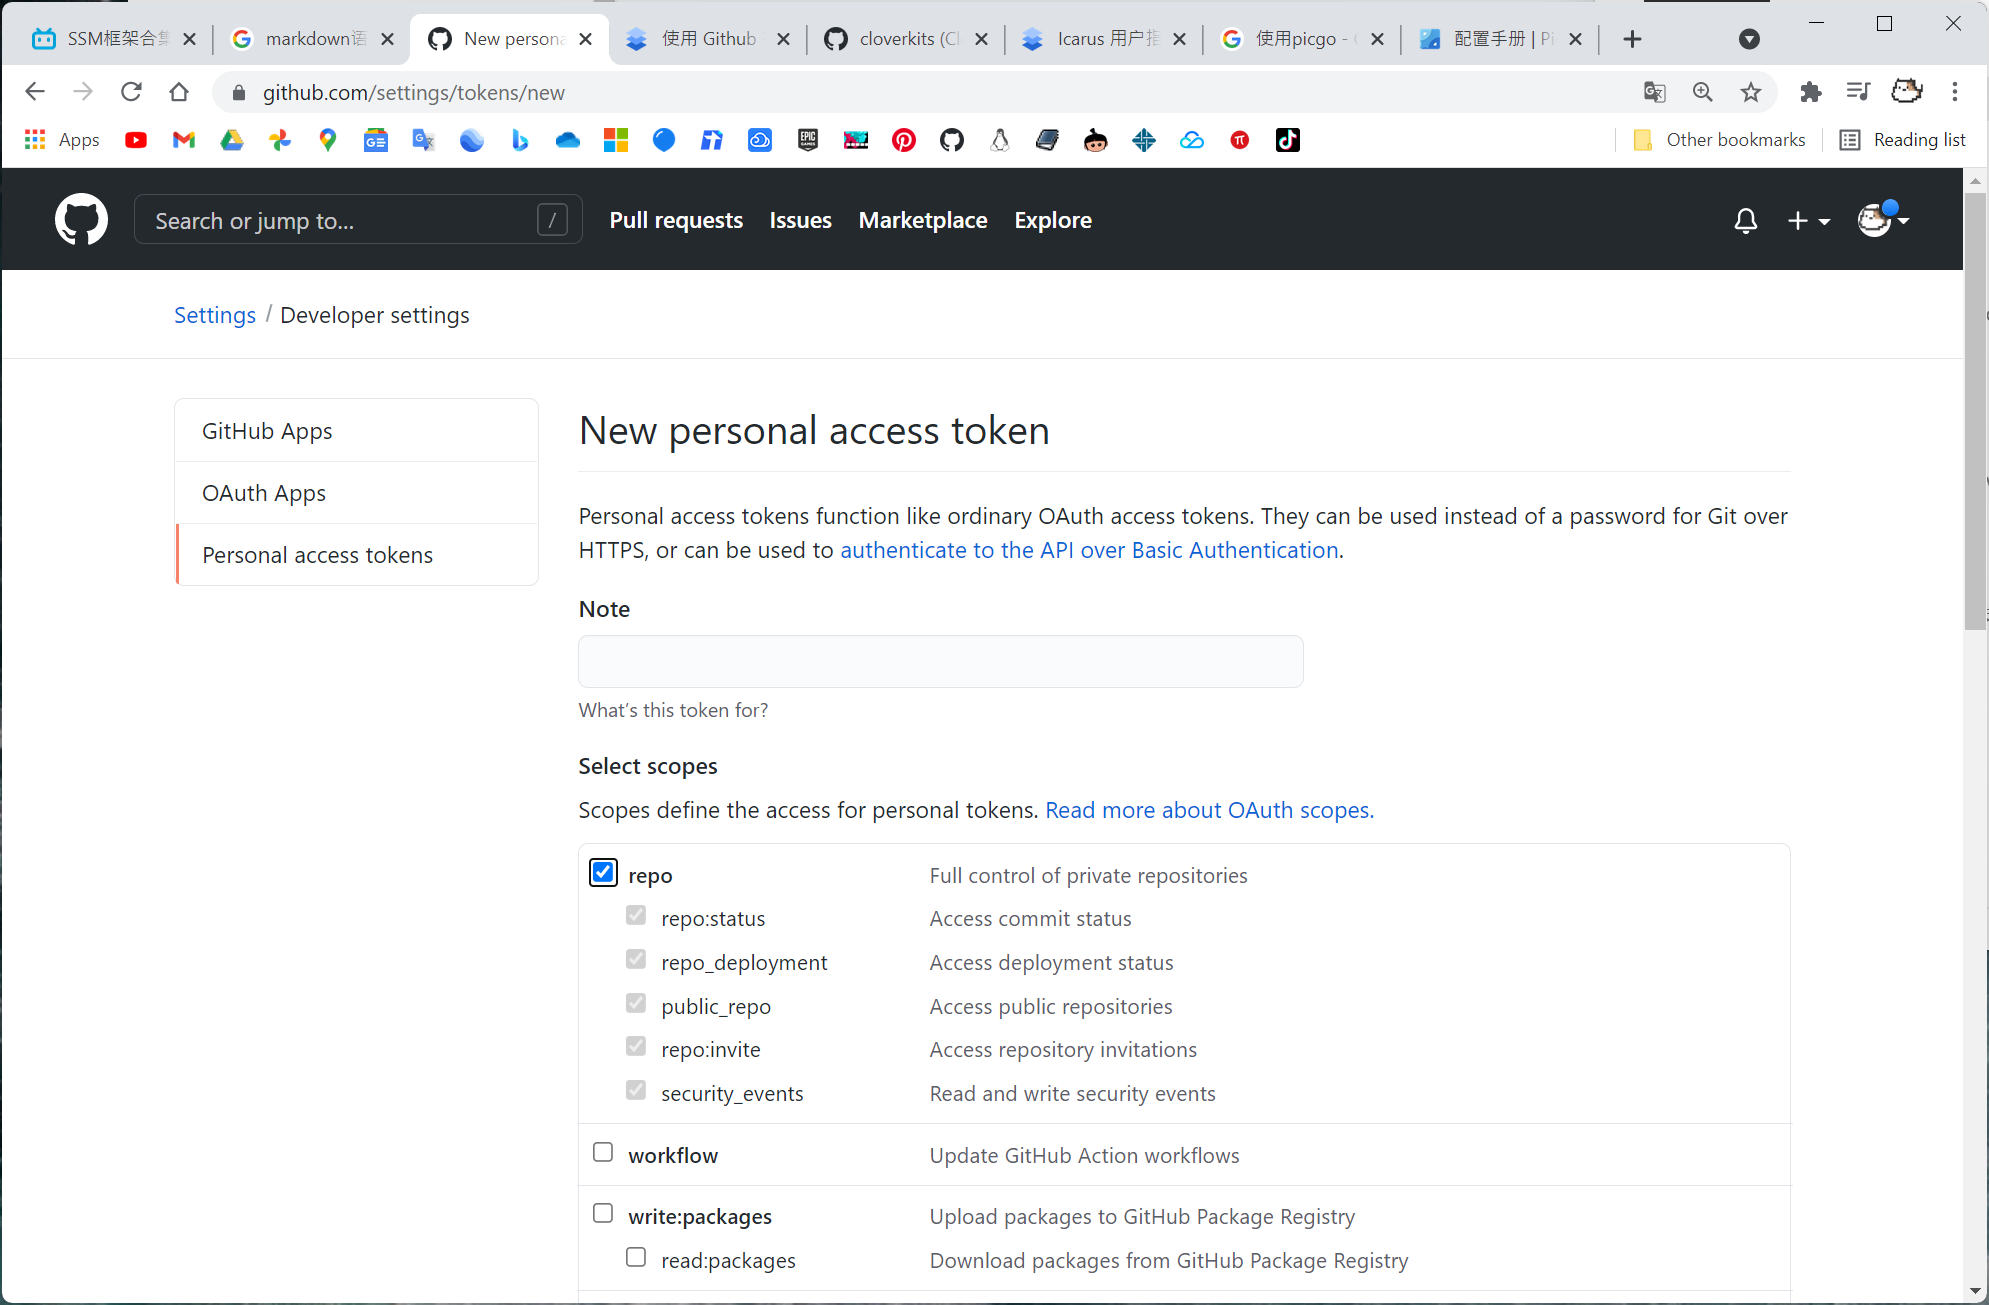 SSM框架合集
markdown语
New persona
使用 Github
cloverkits (Cl
Icarus 用户指
使用picgo -
配置手册 | Pi
github.com/settings/tokens/new
Apps
Other bookmarks
Reading list
Search or jump to...
/
Pull requests
Issues
Marketplace
Explore
Settings / Developer settings
GitHub Apps
OAuth Apps
Personal access tokens
New personal access token
Personal access tokens function like ordinary OAuth access tokens. They can be used instead of a password for Git over
HTTPS, or can be used to authenticate to the API over Basic Authentication.
Note
What's this token for?
Select scopes
Scopes define the access for personal tokens. Read more about OAuth scopes.
repo Full control of private repositories
repo:status Access commit status
repo_deployment Access deployment status
public_repo Access public repositories
repo:invite Access repository invitations
security_events Read and write security events
workflow Update GitHub Action workflows
write:packages Upload packages to GitHub Package Registry
read:packages Download packages from GitHub Package Registry